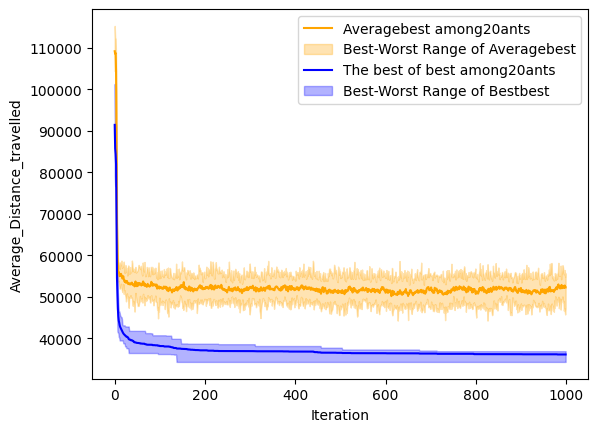 Averagebest among20ants
Best-Worst Range of Averagebest
The best of best among20ants
Best-Worst Range of Bestbest
Average_Distance_travelled
110000
100000
90000
80000
70000
60000
50000
40000
0 200 400 600 800 1000
Iteration